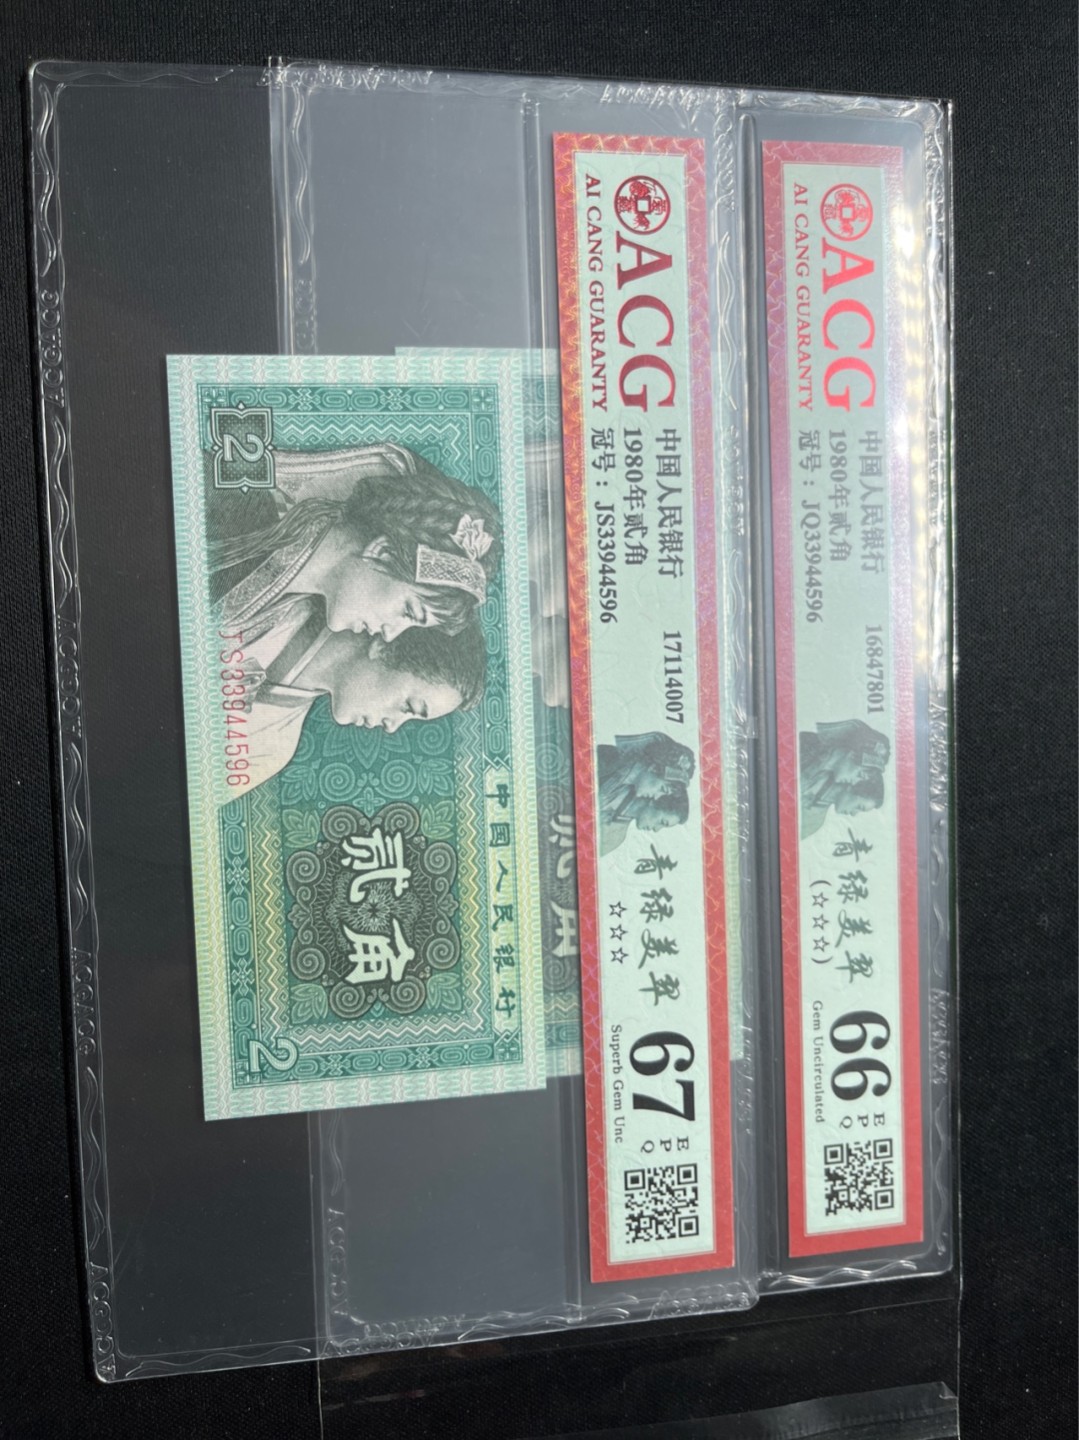 ACG
AI CANG GUARANTY
中国人民银行 16847801
1980年贰角
冠号：JQ33944596
青绿美翠
(☆☆☆)
66 EPQ
Gem Uncirculated
ACG
AI CANG GUARANTY
中国人民银行 17114007
1980年贰角
冠号：JS33944596
青绿美翠
☆☆☆
67 EPQ
Superb Gem Unc
中国人民银行
贰角
2
JS33944596
2